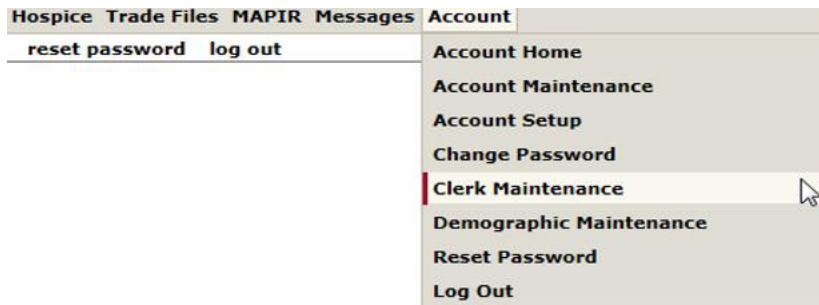 Hospice Trade Files MAPIR Messages Account
reset password log out
Account Home
Account Maintenance
Account Setup
Change Password
Clerk Maintenance
Demographic Maintenance
Reset Password
Log Out